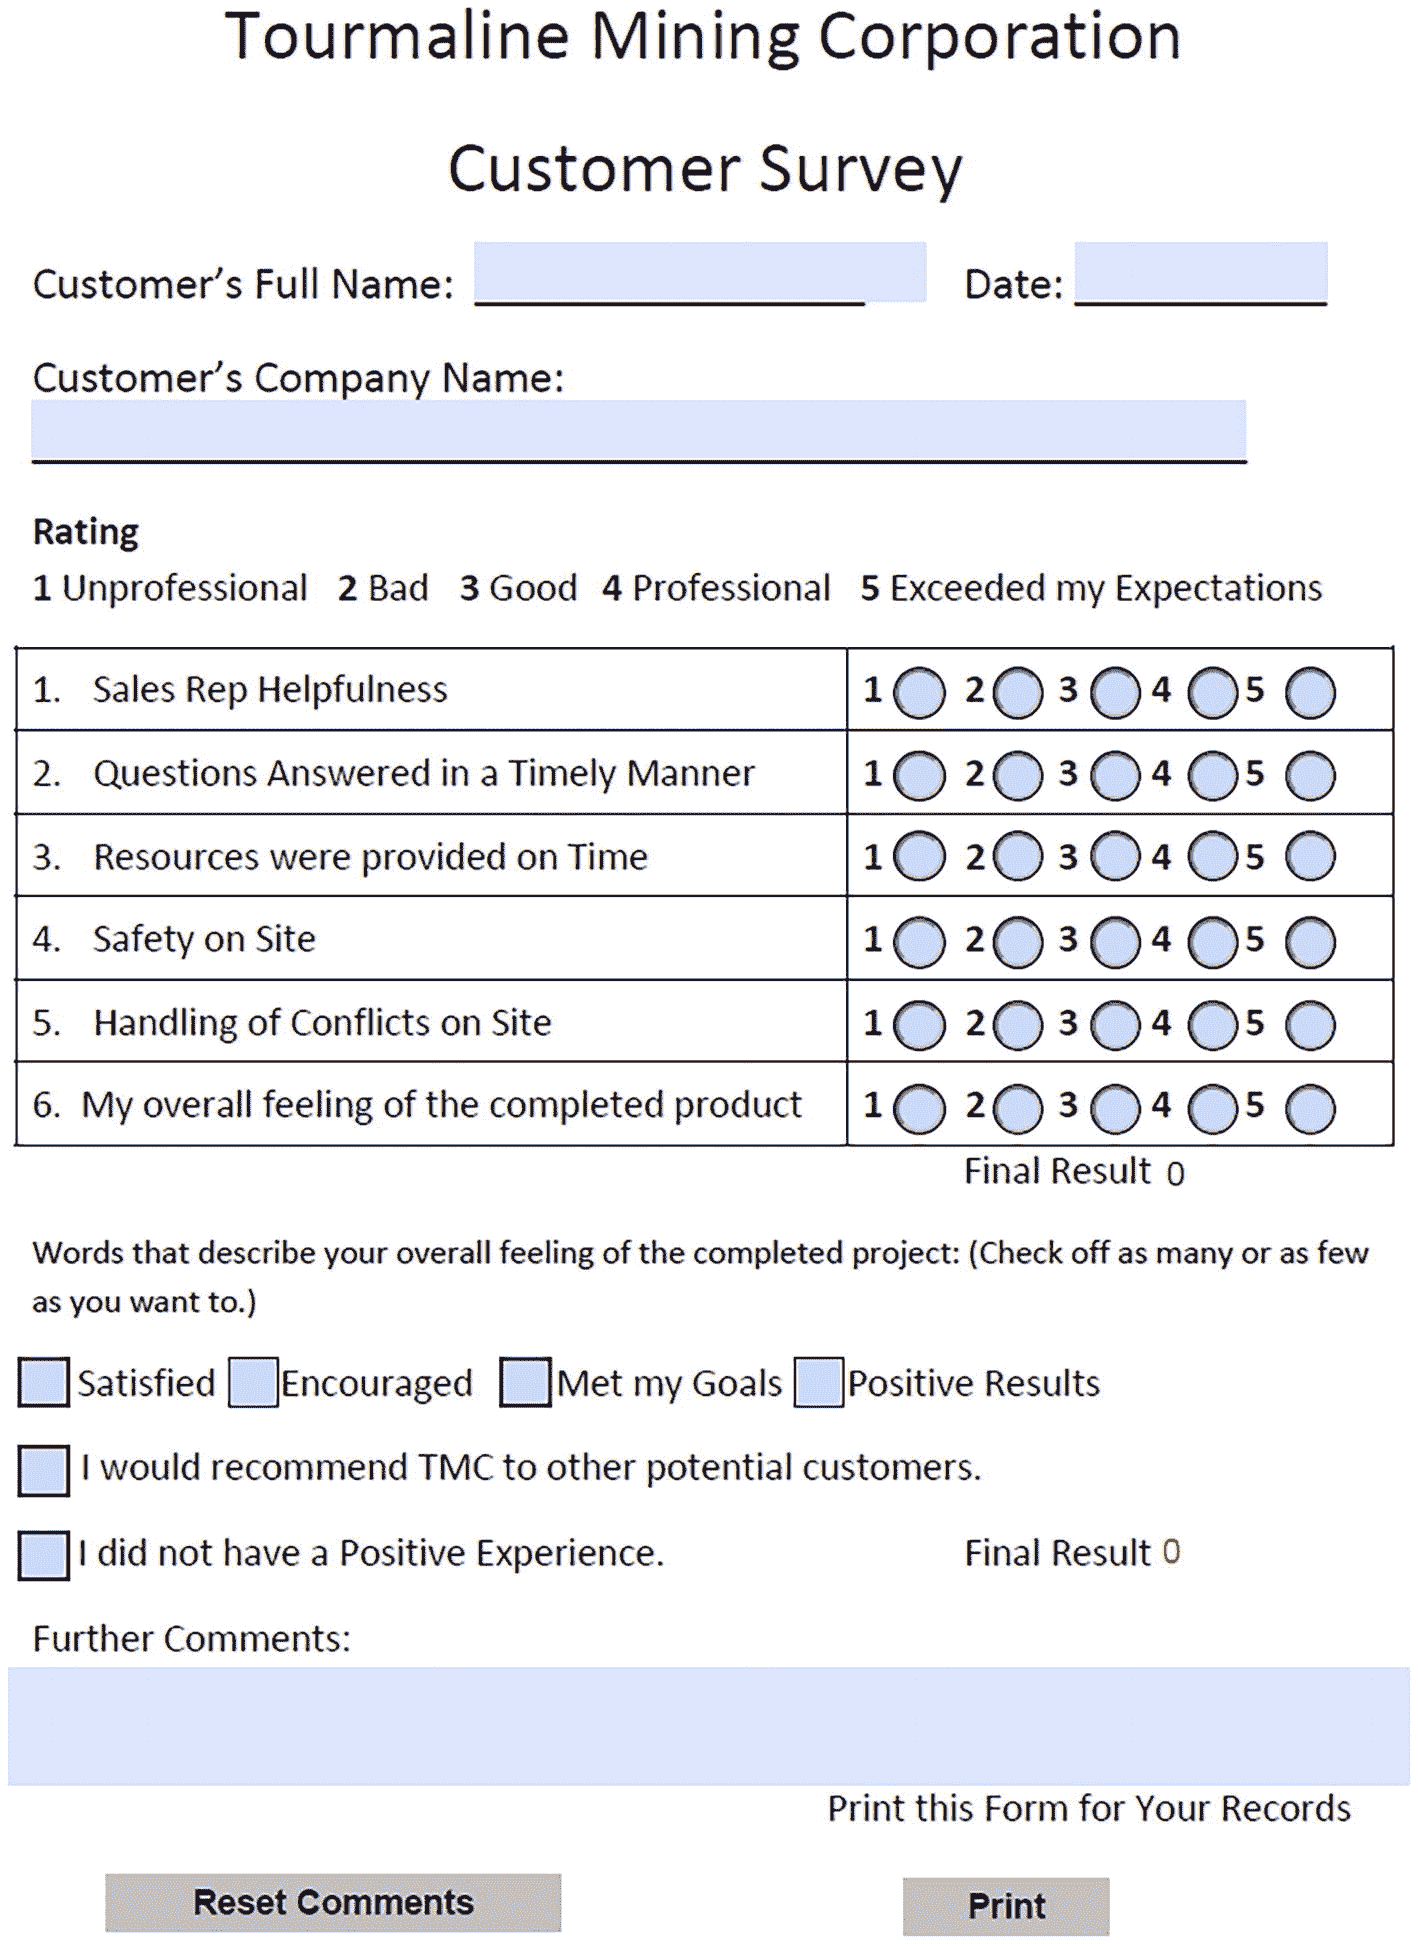 Tourmaline Mining Corporation
Customer Survey
Customer’s Full Name: Date:
Customer’s Company Name:
Rating
1 Unprofessional 2 Bad 3 Good 4 Professional 5 Exceeded my Expectations
1. Sales Rep Helpfulness 1 2 3 4 5
2. Questions Answered in a Timely Manner 1 2 3 4 5
3. Resources were provided on Time 1 2 3 4 5
4. Safety on Site 1 2 3 4 5
5. Handling of Conflicts on Site 1 2 3 4 5
6. My overall feeling of the completed product 1 2 3 4 5
Final Result 0
Words that describe your overall feeling of the completed project: (Check off as many or as few
as you want to.)
Satisfied Encouraged Met my Goals Positive Results
I would recommend TMC to other potential customers.
I did not have a Positive Experience. Final Result 0
Further Comments:
Print this Form for Your Records
Reset Comments Print